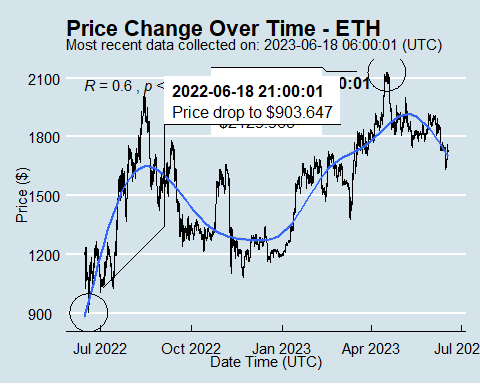 Price Change Over Time - ETH
Most recent data collected on: 2023-06-18 06:00:01 (UTC)
R = 0.6 , p <
2022-06-18 21:00:01
Price drop to $903.647
2100
1800
1500
1200
900
Price ($)
Jul 2022
Oct 2022
Jan 2023
Apr 2023
Jul 202
Date Time (UTC)